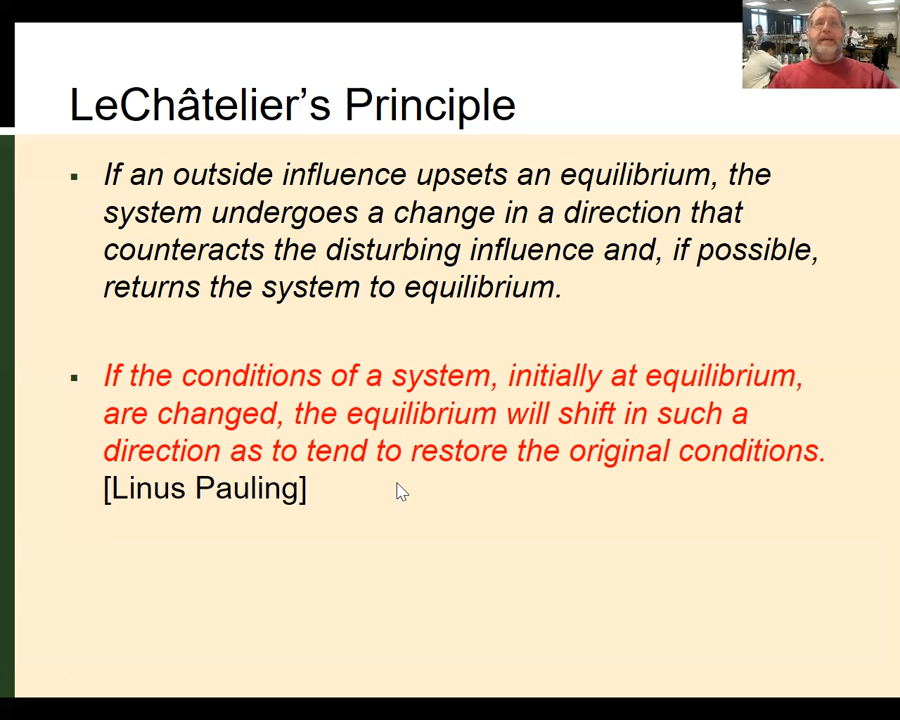 LeChâtelier's Principle
If an outside influence upsets an equilibrium, the
system undergoes a change in a direction that
counteracts the disturbing influence and, if possible,
returns the system to equilibrium.
If the conditions of a system, initially at equilibrium,
are changed, the equilibrium will shift in such a
direction as to tend to restore the original conditions.
[Linus Pauling]